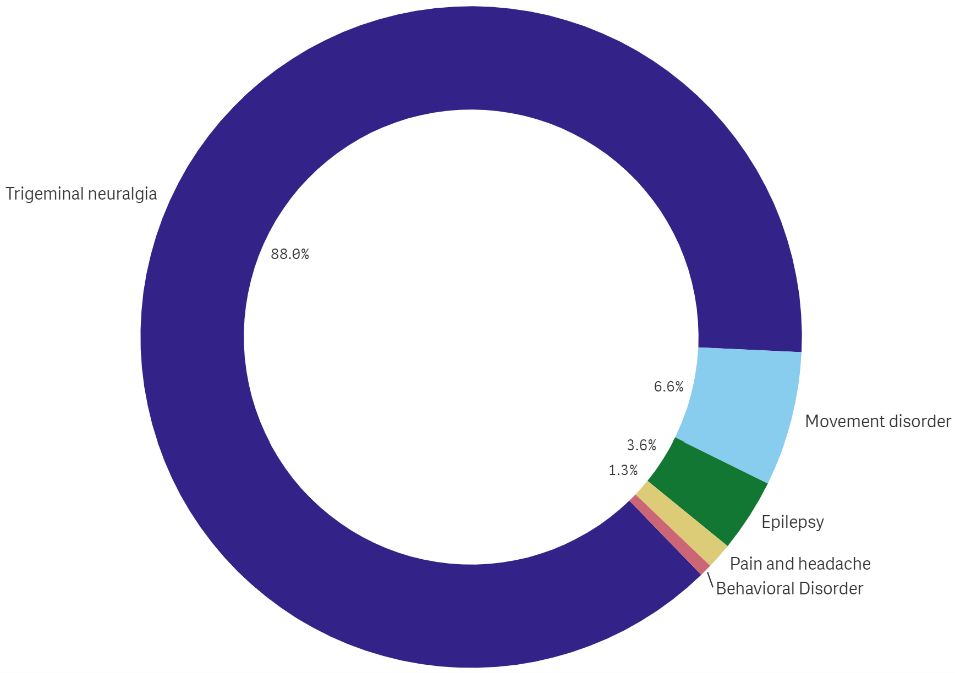 Trigeminal neuralgia
88.0%
6.6%
Movement disorder
3.6%
1.3%
Epilepsy
Pain and headache
Behavioral Disorder